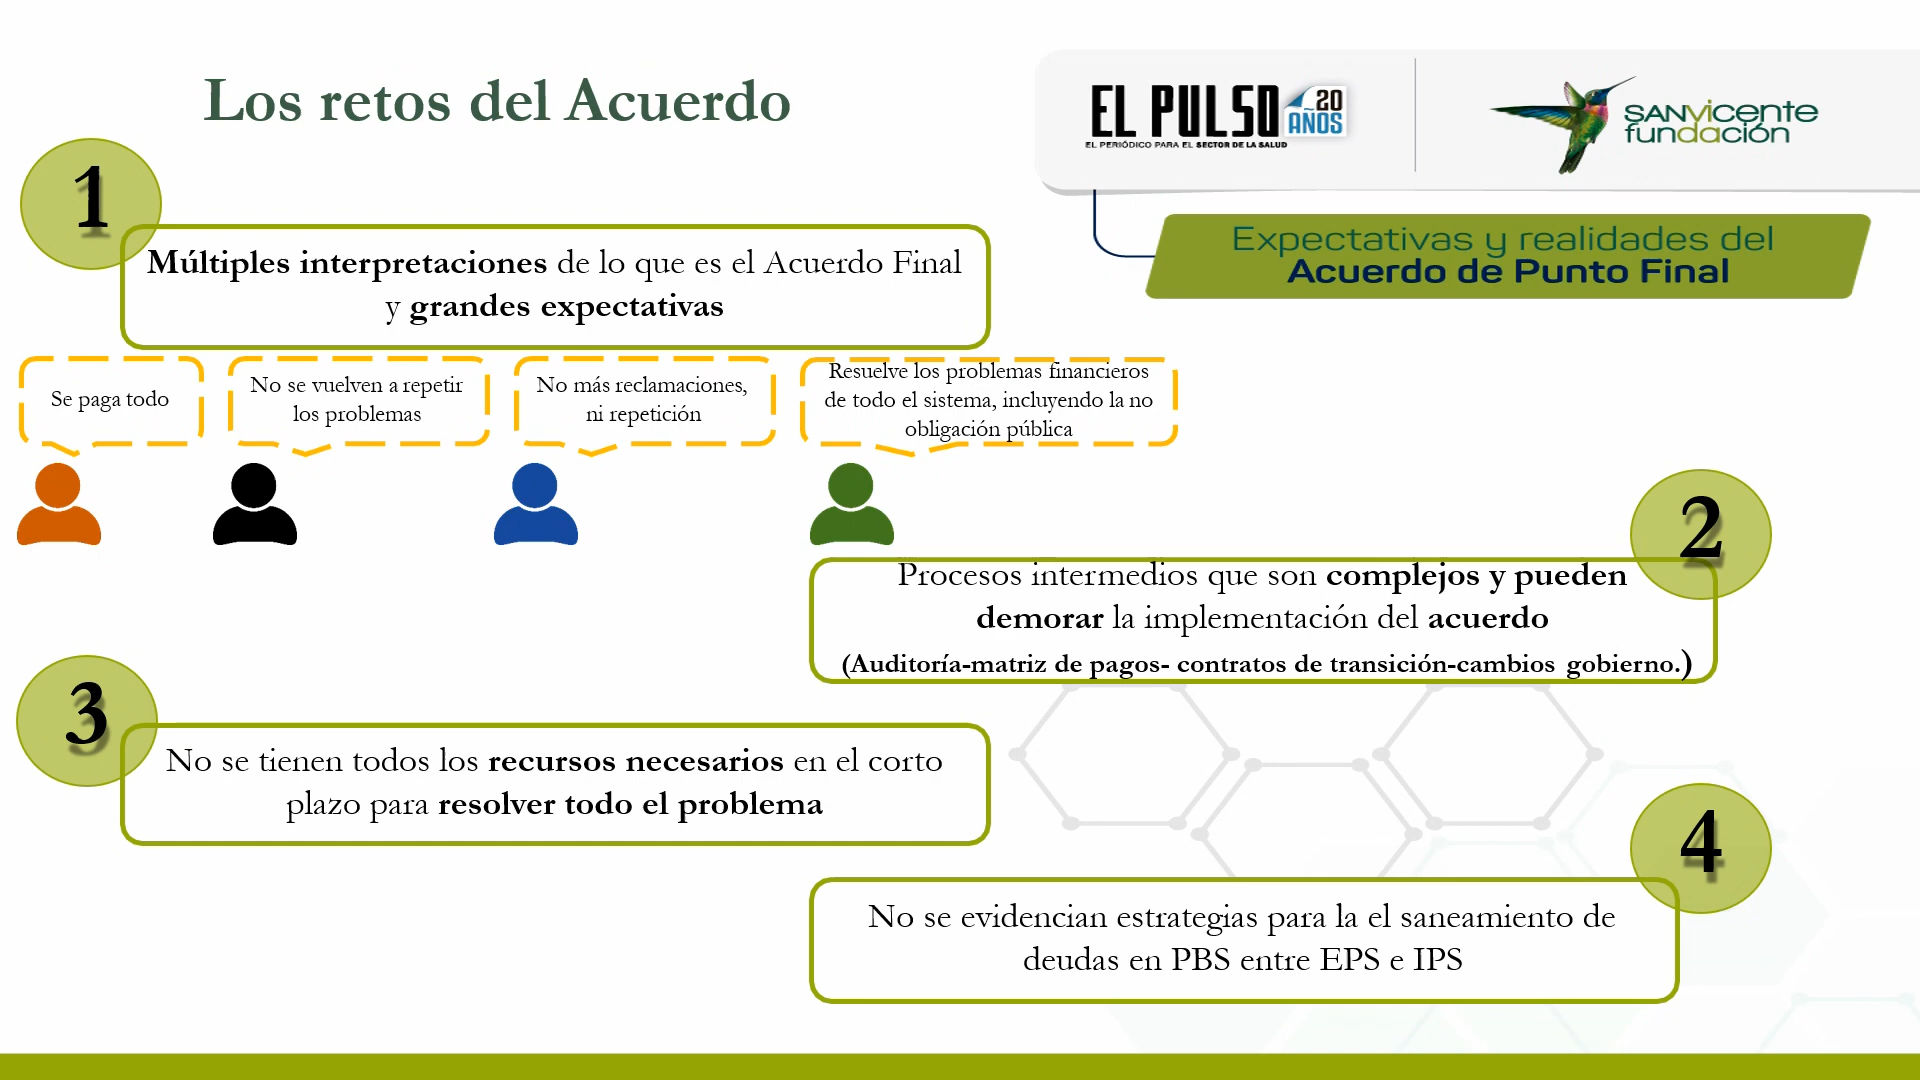 Los retos del Acuerdo
EL PULSO 20 AÑOS
EL PERIÓDICO PARA EL SECTOR DE LA SALUD
SANVICENTE
fundación
Expectativas y realidades del
Acuerdo de Punto Final
1
Múltiples interpretaciones de lo que es el Acuerdo Final
y grandes expectativas
Se paga todo
No se vuelven a repetir
los problemas
No más reclamaciones,
ni repetición
Resuelve los problemas financieros
de todo el sistema, incluyendo la no
obligación pública
2
Procesos intermedios que son complejos y pueden
demorar la implementación del acuerdo
(Auditoría-matriz de pagos- contratos de transición-cambios gobierno.)
3
No se tienen todos los recursos necesarios en el corto
plazo para resolver todo el problema
4
No se evidencian estrategias para la el saneamiento de
deudas en PBS entre EPS e IPS